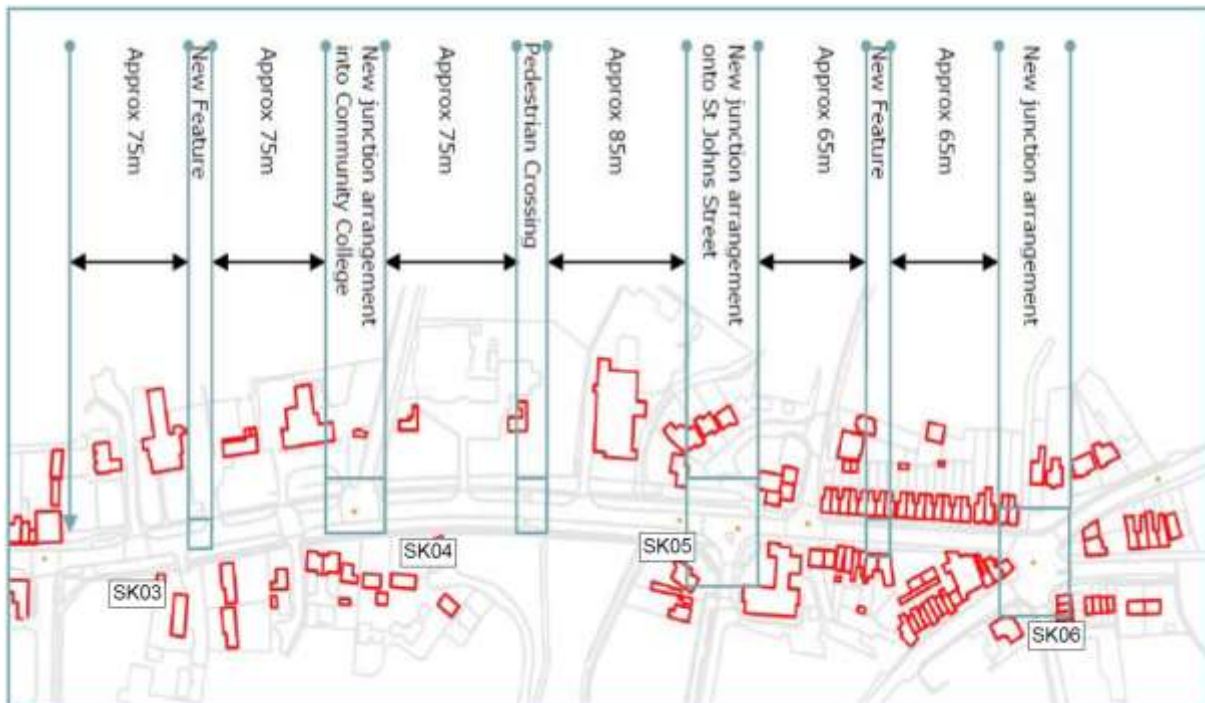 Approx 75m
New Feature
Approx 75m
New junction arrangement
into Community College
Approx 75m
Pedestrian Crossing
Approx 85m
New junction arrangement
onto St Johns Street
Approx 65m
New Feature
Approx 65m
New junction arrangement
SK03
SK04
SK05
SK06